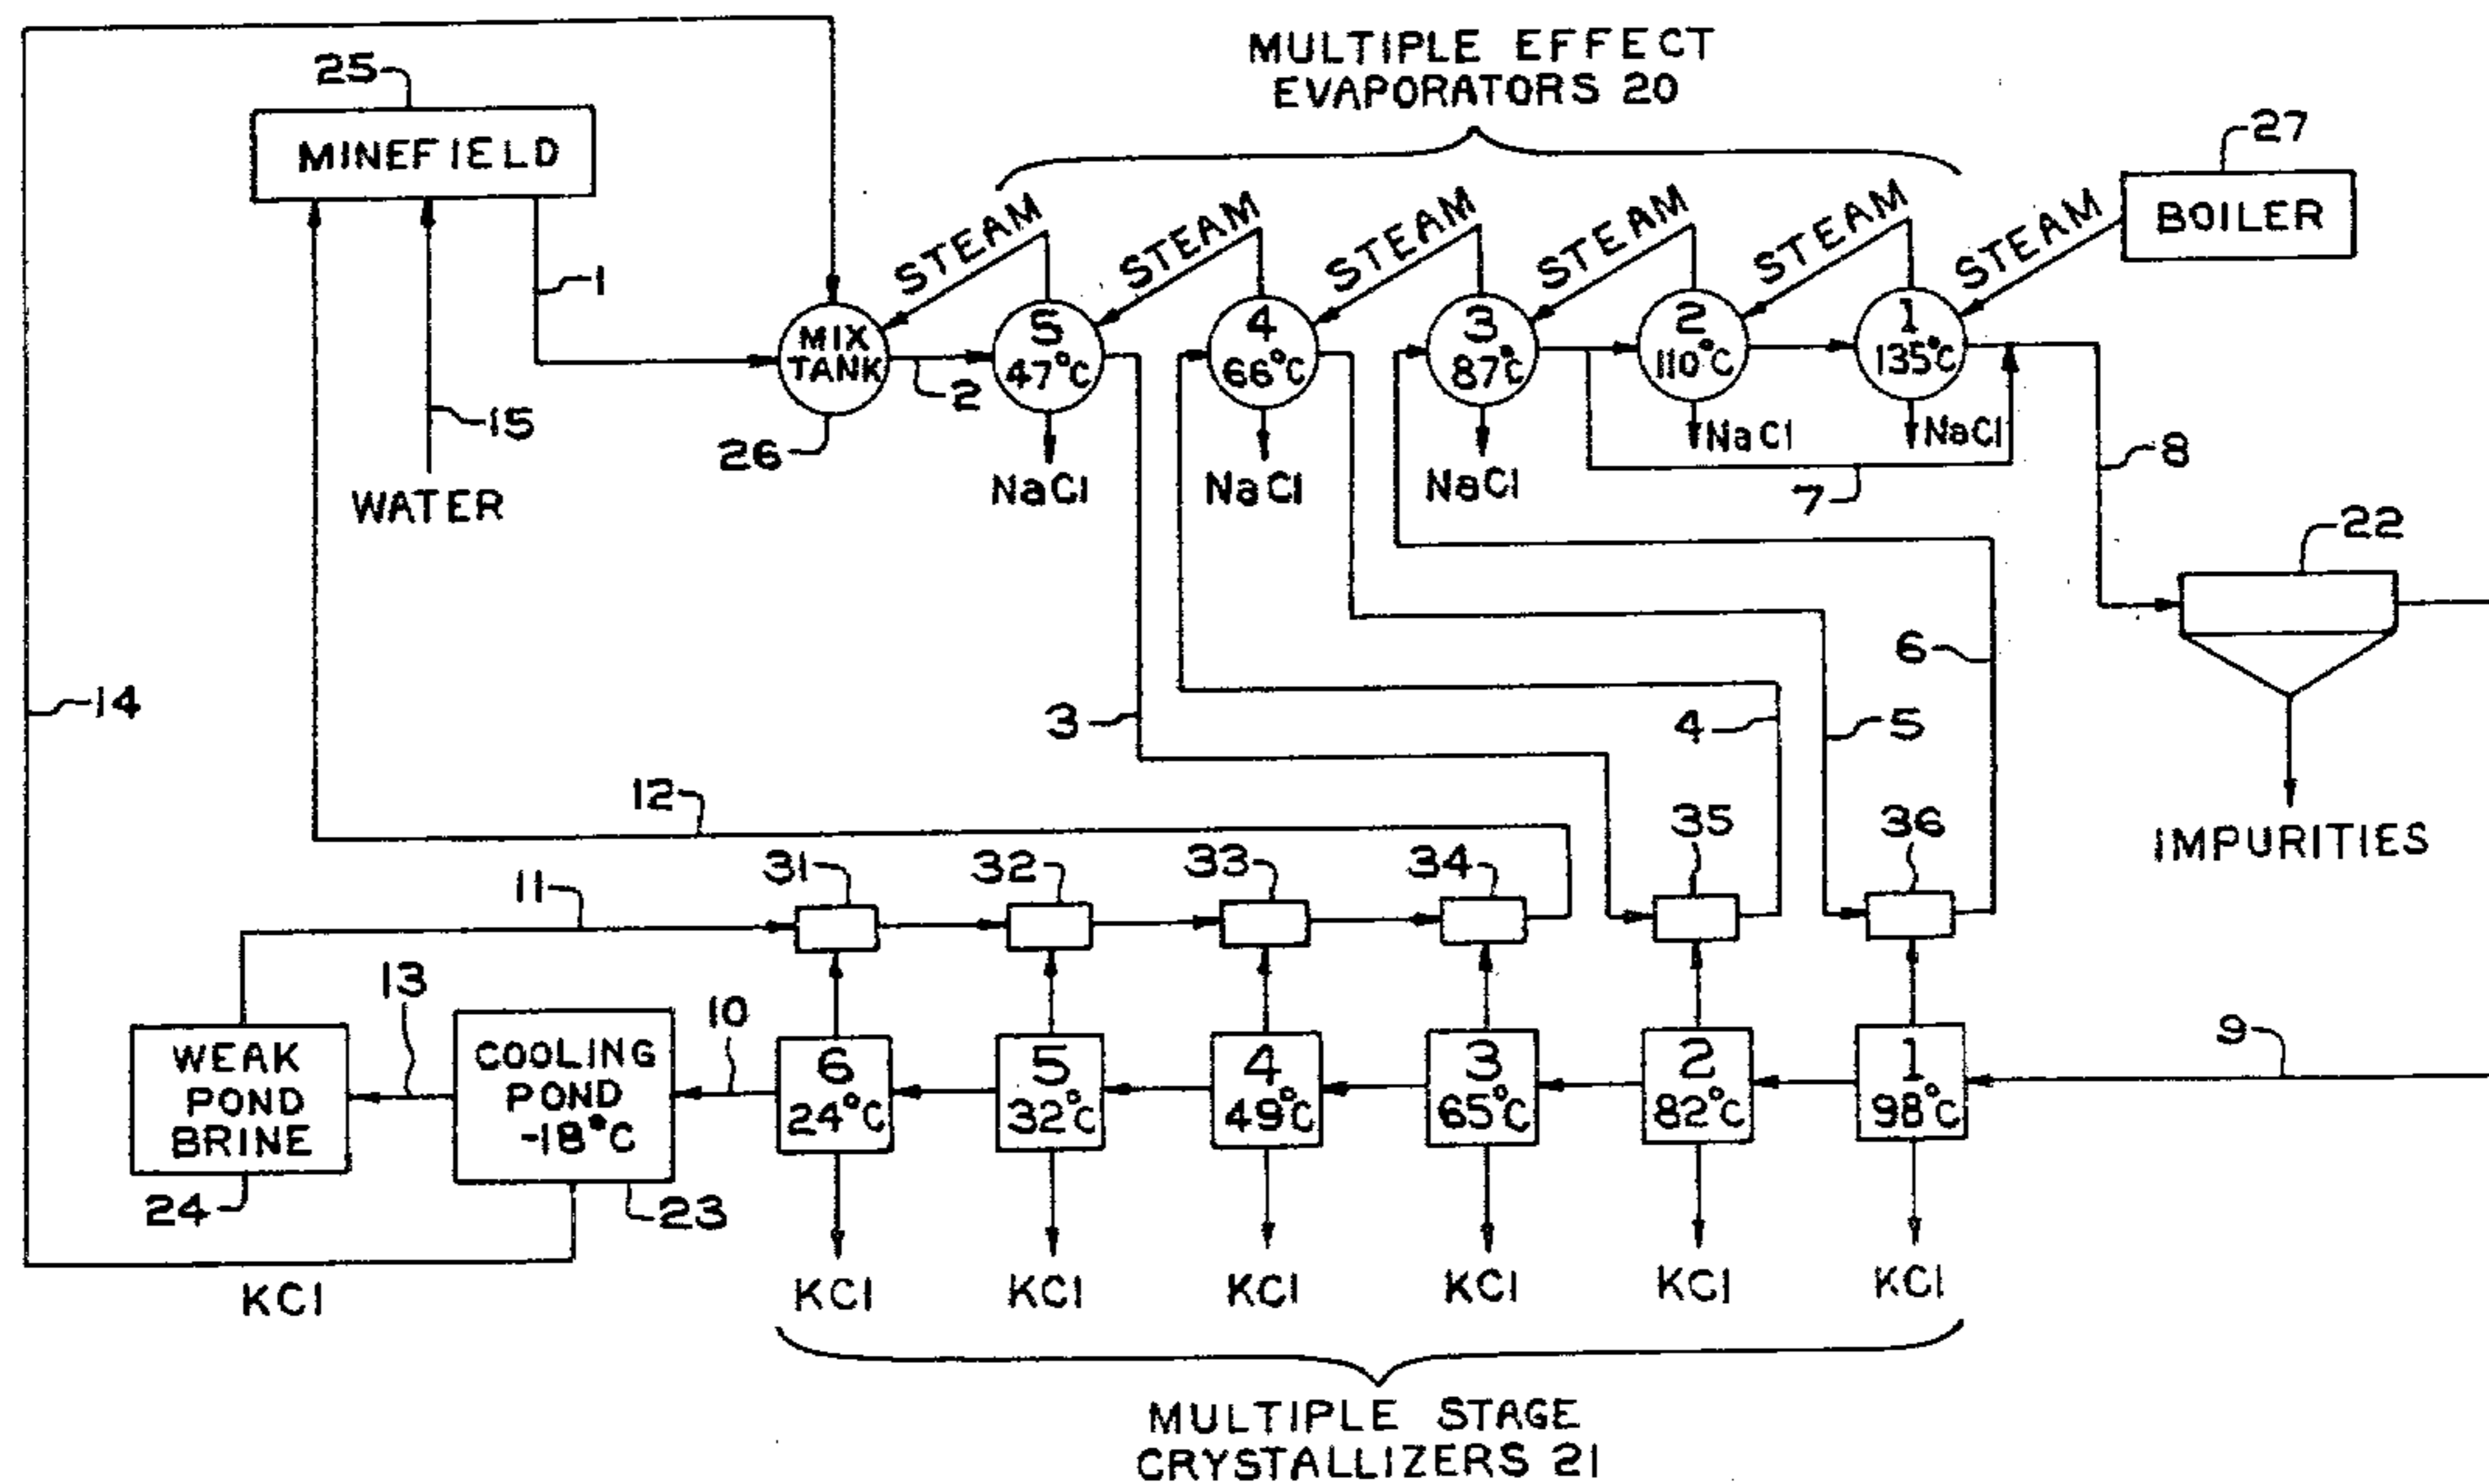 MULTIPLE EFFECT
EVAPORATORS 20
25
MINEFIELD
27
BOILER
STEAM
STEAM
STEAM
STEAM
STEAM
STEAM
1
MIX
TANK
2
5
47°C
4
66°C
3
87°C
2
110°C
1
135°C
15
26
WATER
NaCl
NaCl
NaCl
NaCl
NaCl
7
8
22
6
14
3
4
5
IMPURITIES
12
35
36
31
32
33
34
11
13
10
9
WEAK
POND
BRINE
COOLING
POND
-18°C
6
24°C
5
32°C
4
49°C
3
65°C
2
82°C
1
98°C
24
23
KCl
KCl
KCl
KCl
KCl
KCl
KCl
MULTIPLE STAGE
CRYSTALLIZERS 21